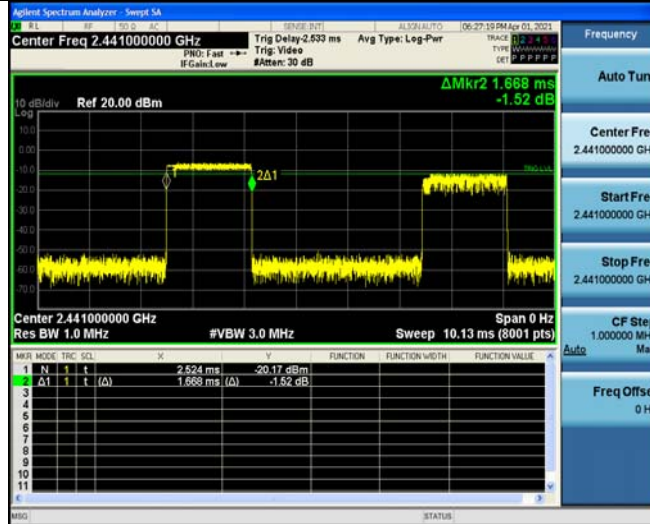 Agilent Spectrum Analyzer - Swept SA
RL RF 50 Ω AC SENSE:INT ALIGN AUTO 06:27:19 PM Apr 01, 2021
Center Freq 2.441000000 GHz
PNO: Fast
IFGain:Low
Trig Delay-2.533 ms
Trig: Video
#Atten: 30 dB
Avg Type: Log-Pwr
TRACE 1 2 3 4 5 6
TYPE
DET P P P P P P
ΔMkr2 1.668 ms
-1.52 dB
10 dB/div Ref 20.00 dBm
Log
10.0
0.00
-10.0
TRIG LVL
2Δ1
-20.0
-30.0
-40.0
-50.0
-60.0
-70.0
Center 2.441000000 GHz Span 0 Hz
Res BW 1.0 MHz #VBW 3.0 MHz Sweep 10.13 ms (8001 pts)
MKR MODE TRC SCL X Y FUNCTION FUNCTION WIDTH FUNCTION VALUE
1 N 1 t 2.524 ms -20.17 dBm
2 Δ1 1 t (Δ) 1.668 ms (Δ) -1.52 dB
3
4
5
6
7
8
9
10
11
MSG STATUS
Frequency
Auto Tun
Center Fre
2.441000000 GH
Start Fre
2.441000000 GH
Stop Fre
2.441000000 GH
CF Ste
1.000000 MH
Auto Ma
Freq Offse
0 H